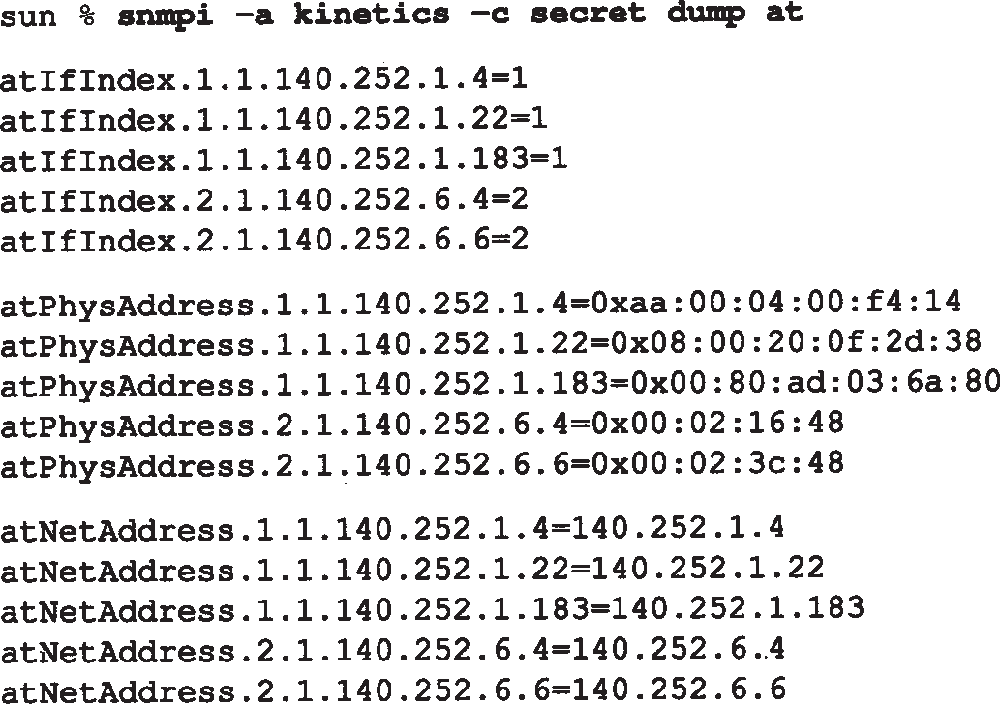 sun % snmpi -a kinetics -c secret dump at
atIfIndex.1.1.140.252.1.4=1
atIfIndex.1.1.140.252.1.22=1
atIfIndex.1.1.140.252.1.183=1
atIfIndex.2.1.140.252.6.4=2
atIfIndex.2.1.140.252.6.6=2
atPhysAddress.1.1.140.252.1.4=0xaa:00:04:00:f4:14
atPhysAddress.1.1.140.252.1.22=0x08:00:20:0f:2d:38
atPhysAddress.1.1.140.252.1.183=0x00:80:ad:03:6a:80
atPhysAddress.2.1.140.252.6.4=0x00:02:16:48
atPhysAddress.2.1.140.252.6.6=0x00:02:3c:48
atNetAddress.1.1.140.252.1.4=140.252.1.4
atNetAddress.1.1.140.252.1.22=140.252.1.22
atNetAddress.1.1.140.252.1.183=140.252.1.183
atNetAddress.2.1.140.252.6.4=140.252.6.4
atNetAddress.2.1.140.252.6.6=140.252.6.6